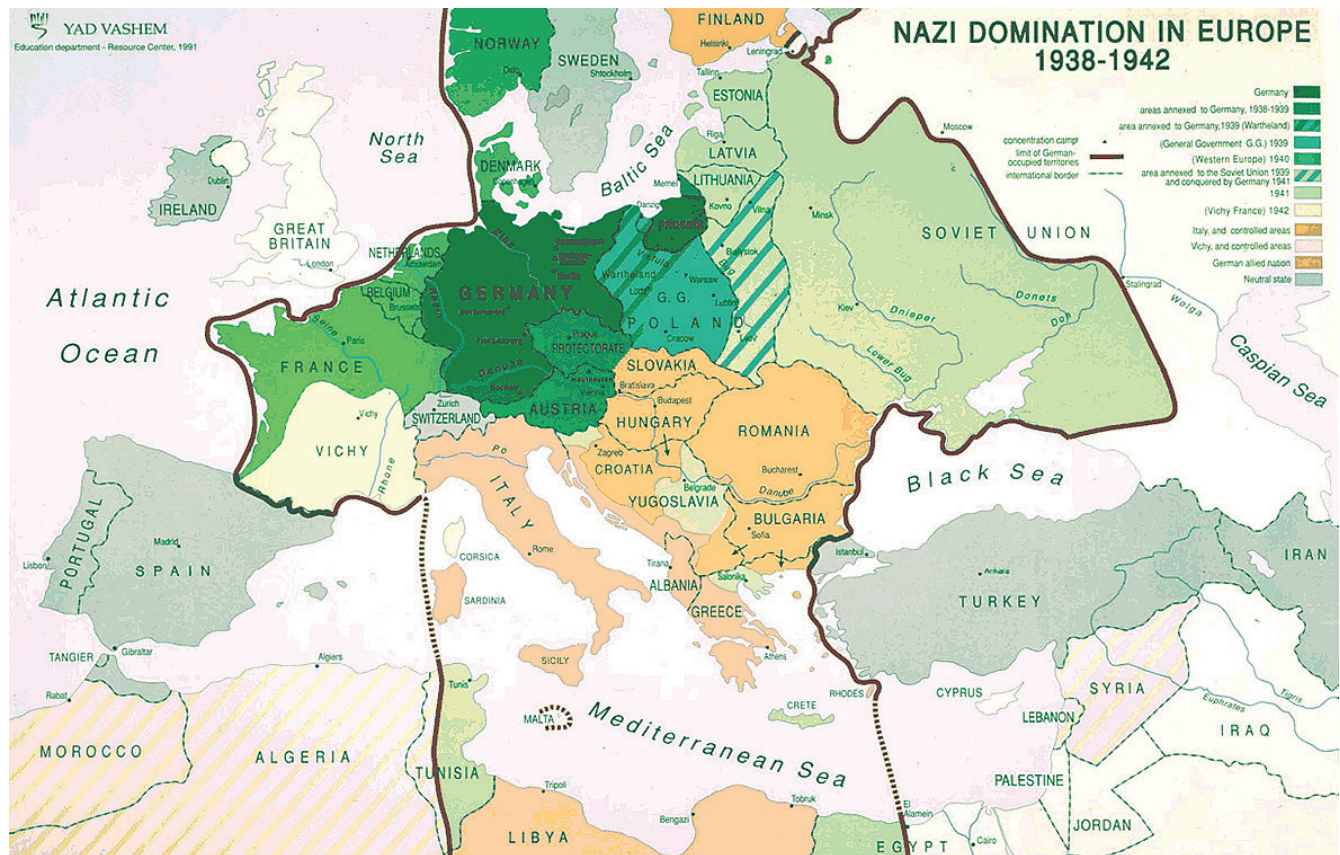 YAD VASHEM
Education department - Resource Center, 1991
NAZI DOMINATION IN EUROPE
1938-1942
Germany
areas annexed to Germany, 1938-1939
area annexed to Germany,1939 (Wartheland)
(General Government G.G.) 1939
(Western Europe) 1940
area annexed to the Soviet Union 1939
and conquered by Germany 1941
1941
(Vichy France) 1942
Italy, and controlled areas
Vichy, and controlled areas
German allied nation
Neutral state
concentration camp
limit of German-
occupied territories
international border
FINLAND
Helsinki
Leningrad
NORWAY
Oslo
SWEDEN
Shtockholm
Tallinn
ESTONIA
North
Sea
Baltic Sea
Riga
LATVIA
Moscow
DENMARK
Copenhagen
LITHUANIA
Memel
Kovno
Vilna
Minsk
Dublin
IRELAND
GREAT
BRITAIN
London
Danzig
PRUSSIA
SOVIET UNION
NETHERLANDS
Amsterdam
Elbe
Berlin
Vistula
Bialystok
Bug
Wartheland
Lodz
Warsaw
Stalingrad
Wolga
Atlantic
Ocean
BELGIUM
Brussels
GERMANY
G.G.
Lublin
POLAND
Kiev
Dnieper
Donets
Don
Seine
Paris
Prague
PROTECTORATE
Cracow
Lvov
Lower Bug
Caspian Sea
FRANCE
Danube
SLOVAKIA
Mauthausen
Vienna
Bratislava
Zurich
SWITZERLAND
AUSTRIA
Budapest
HUNGARY
ROMANIA
Vichy
VICHY
Rhone
Po
Zagreb
CROATIA
Bucharest
Danube
Black Sea
ITALY
Belgrade
YUGOSLAVIA
BULGARIA
Sofia
PORTUGAL
Lisbon
Madrid
SPAIN
CORSICA
Rome
Tirana
ALBANIA
Salonika
Istanbul
Ankara
TURKEY
IRAN
SARDINIA
GREECE
TANGIER
Gibraltar
Algiers
SICILY
Athens
Rabat
Tunis
MALTA
Mediterranean Sea
CRETE
RHODES
CYPRUS
LEBANON
SYRIA
Euphrates
Tigris
IRAQ
MOROCCO
ALGERIA
TUNISIA
PALESTINE
Tripoli
LIBYA
Bengazi
Tobruk
El
Alamein
Cairo
EGYPT
JORDAN